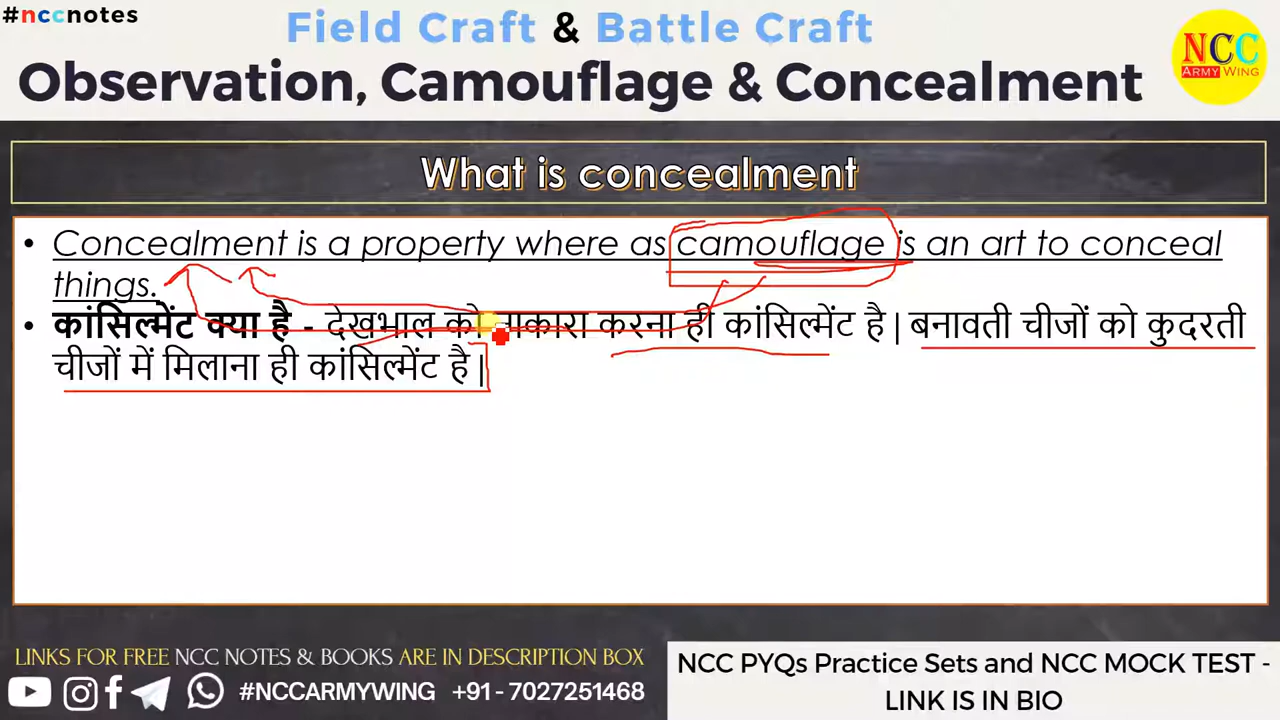 #nccnotes
Field Craft & Battle Craft
Observation, Camouflage & Concealment
NCC
ARMY WING
What is concealment
• Concealment is a property where as camouflage is an art to conceal
things.
• कांसिल्मेंट क्या है - देखभाल को नाकारा करना ही कांसिल्मेंट है | बनावती चीजों को कुदरती
चीजों में मिलाना ही कांसिल्मेंट है |
LINKS FOR FREE NCC NOTES & BOOKS ARE IN DESCRIPTION BOX
#NCCARMYWING +91 - 7027251468
NCC PYQs Practice Sets and NCC MOCK TEST -
LINK IS IN BIO